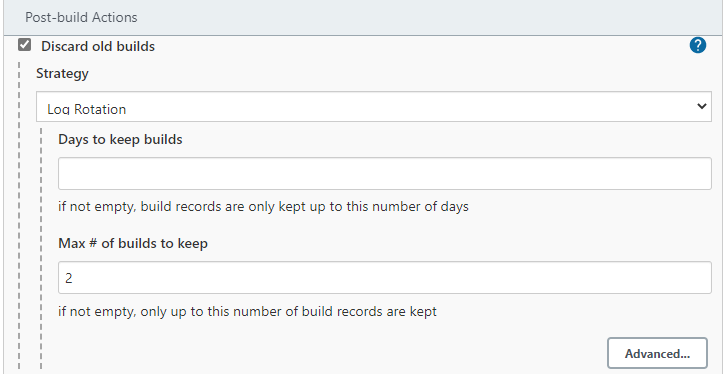 Post-build Actions
Discard old builds
?
Strategy
Log Rotation
Days to keep builds
if not empty, build records are only kept up to this number of days
Max # of builds to keep
2
if not empty, only up to this number of build records are kept
Advanced...